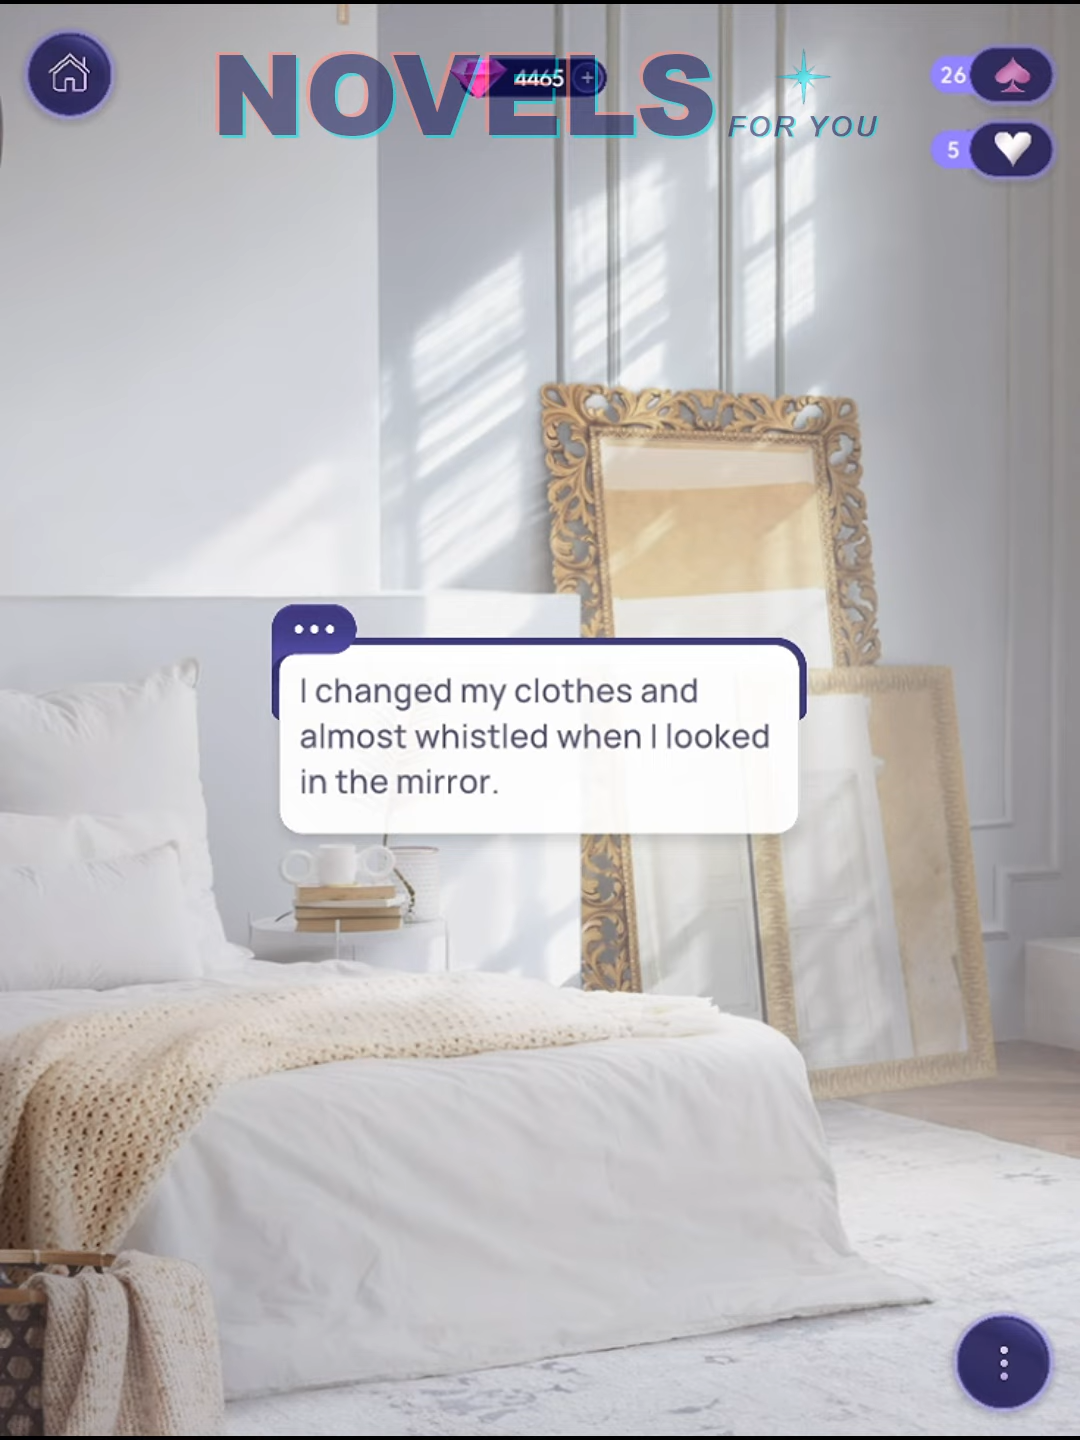 NOVELS
FOR YOU
4465
26
5
I changed my clothes and
almost whistled when I looked
in the mirror.